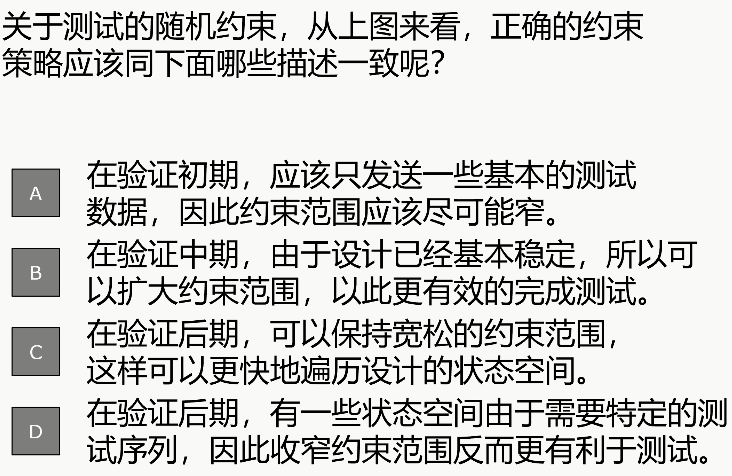 关于测试的随机约束，从上图来看，正确的约束
策略应该同下面哪些描述一致呢？
A 在验证初期，应该只发送一些基本的测试
数据，因此约束范围应该尽可能窄。
B 在验证中期，由于设计已经基本稳定，所以可
以扩大约束范围，以此更有效的完成测试。
C 在验证后期，可以保持宽松的约束范围，
这样可以更快地遍历设计的状态空间。
D 在验证后期，有一些状态空间由于需要特定的测
试序列，因此收窄约束范围反而更有利于测试。